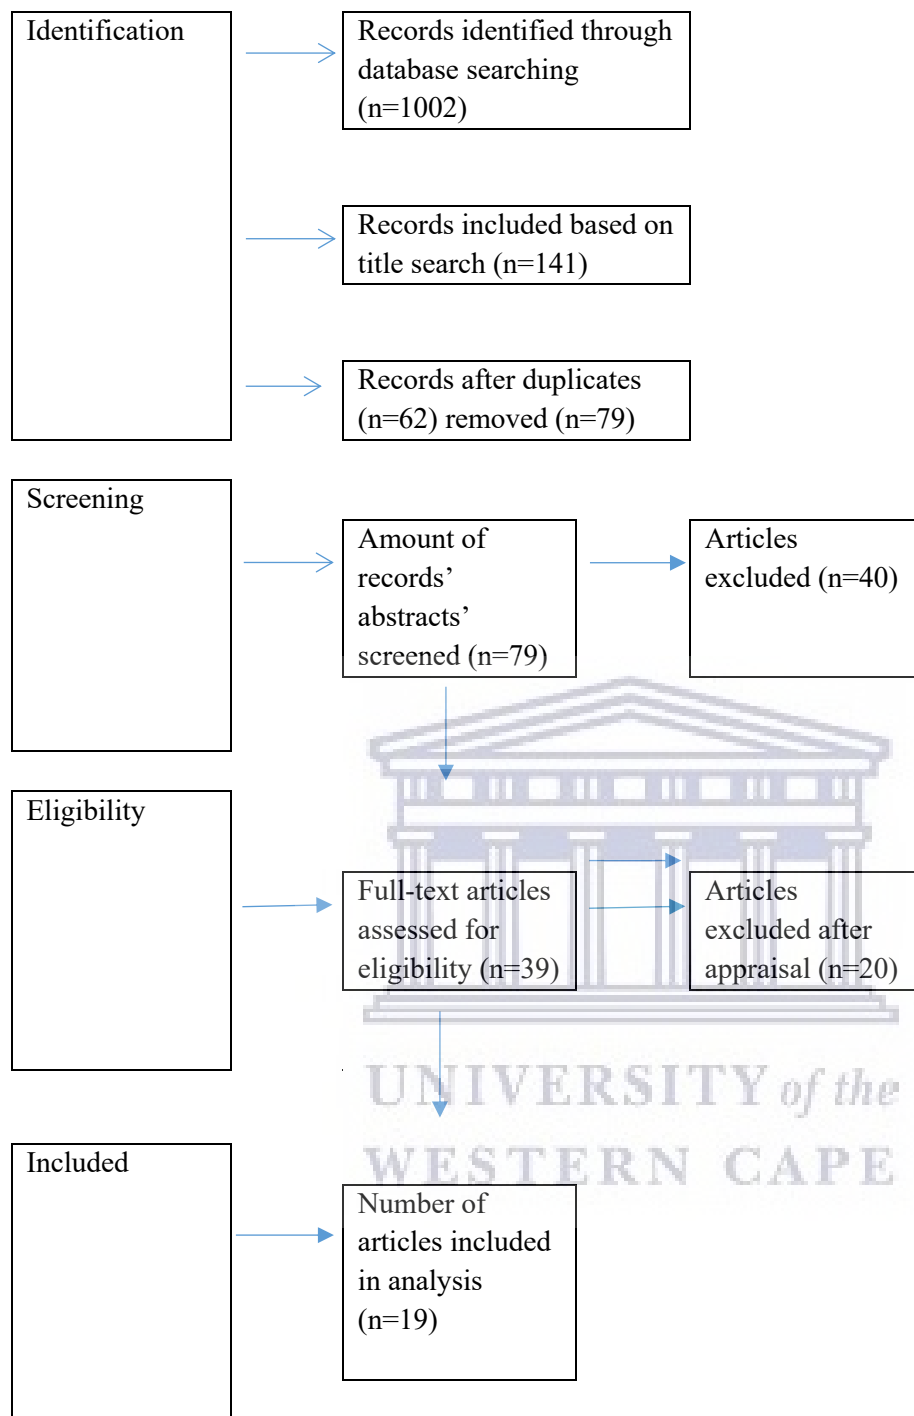 Identification
Records identified through
database searching
(n=1002)
Records included based on
title search (n=141)
Records after duplicates
(n=62) removed (n=79)
Screening
Amount of
records’
abstracts’
screened (n=79)
Articles
excluded (n=40)
Eligibility
Full-text articles
assessed for
eligibility (n=39)
Articles
excluded after
appraisal (n=20)
UNIVERSITY of the
WESTERN CAPE
Included
Number of
articles included
in analysis
(n=19)